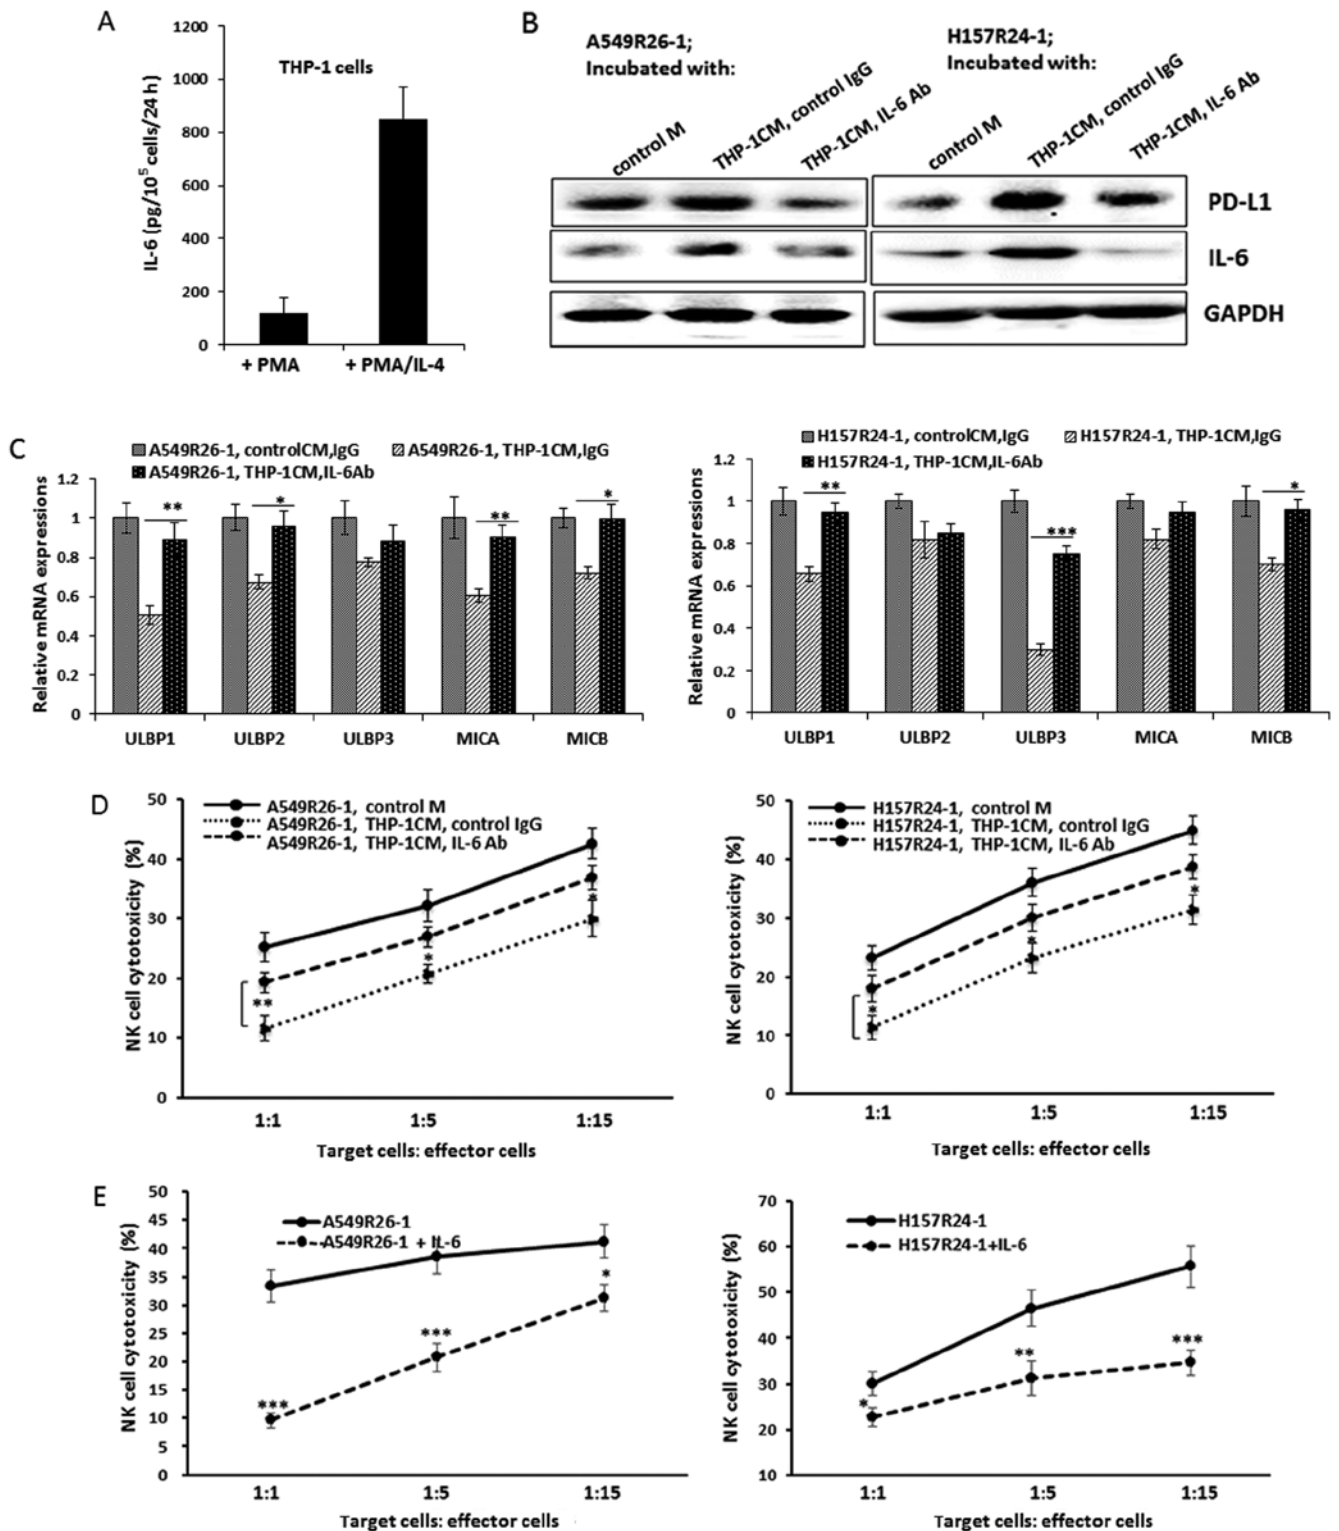 A
1200
1000
800
600
400
200
0
IL-6 (pg/10⁵ cells/24 h)
THP-1 cells
+ PMA
+ PMA/IL-4
B
A549R26-1;
Incubated with:
control M
THP-1CM, control IgG
THP-1CM, IL-6 Ab
H157R24-1;
Incubated with:
control M
THP-1CM, control IgG
THP-1CM, IL-6 Ab
PD-L1
IL-6
GAPDH
C
A549R26-1, controlCM,IgG
A549R26-1, THP-1CM,IgG
A549R26-1, THP-1CM,IL-6Ab
Relative mRNA expressions
1.2
1
0.8
0.6
0.4
0.2
0
** * ** *
ULBP1 ULBP2 ULBP3 MICA MICB
H157R24-1, controlCM,IgG
H157R24-1, THP-1CM,IgG
H157R24-1, THP-1CM,IL-6Ab
Relative mRNA expressions
1.2
1
0.8
0.6
0.4
0.2
0
** *** *
ULBP1 ULBP2 ULBP3 MICA MICB
D
A549R26-1, control M
A549R26-1, THP-1CM, control IgG
A549R26-1, THP-1CM, IL-6 Ab
NK cell cytotoxicity (%)
50
40
30
20
10
0
** * *
1:1 1:5 1:15
Target cells: effector cells
H157R24-1, control M
H157R24-1, THP-1CM, control IgG
H157R24-1, THP-1CM, IL-6 Ab
NK cell cytotoxicity (%)
50
40
30
20
10
0
* * *
1:1 1:5 1:15
Target cells: effector cells
E
A549R26-1
A549R26-1 + IL-6
NK cell cytotoxicity (%)
50
45
40
35
30
25
20
15
10
5
0
*** *** *
1:1 1:5 1:15
Target cells: effector cells
H157R24-1
H157R24-1+IL-6
NK cell cytotoxicity (%)
70
60
50
40
30
20
10
* ** ***
1:1 1:5 1:15
Target cells: effector cells